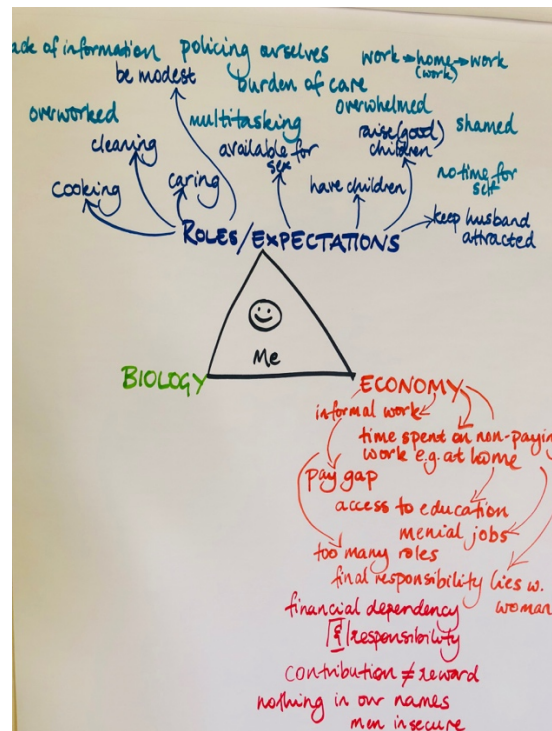 ack of information policing ourselves work → home → work
(work)
be modest burden of care
overworked multitasking overwhelmed
cleaning available for sex raise (good) children shamed
cooking caring have children no time for self
keep husband attracted
ROLES/EXPECTATIONS
Me
BIOLOGY
ECONOMY
informal work
time spent on non-paying
work e.g. at home
pay gap
access to education
menial jobs
too many roles
final responsibility lies w.
woman
financial dependency
responsibility
contribution ≠ reward
nothing in our names
men insecure